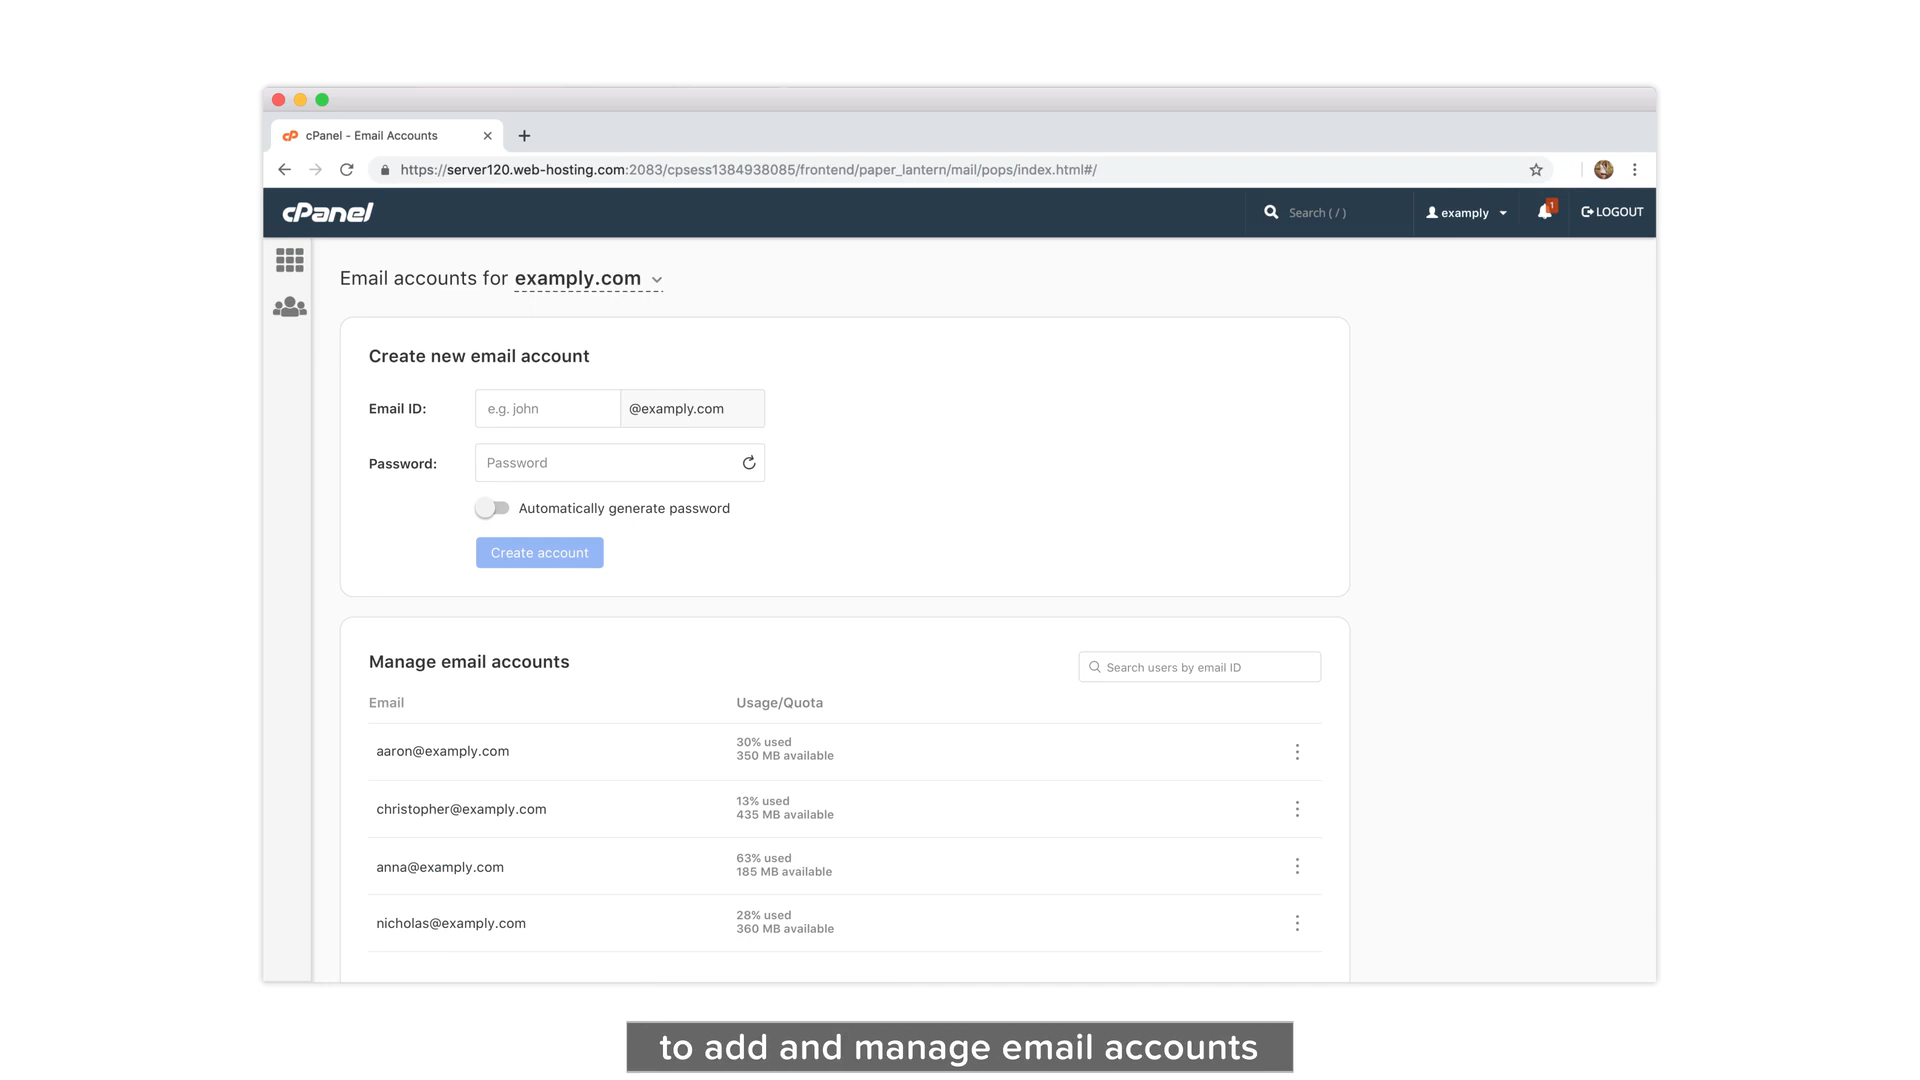 cPanel - Email Accounts
https://server120.web-hosting.com:2083/cpsess1384938085/frontend/paper_lantern/mail/pops/index.html#/
cPanel
Search ( / )
examply
1
LOGOUT
Email accounts for examply.com
Create new email account
Email ID:
e.g. john
@examply.com
Password:
Password
Automatically generate password
Create account
Manage email accounts
Search users by email ID
Email
Usage/Quota
aaron@examply.com
30% used
350 MB available
christopher@examply.com
13% used
435 MB available
anna@examply.com
63% used
185 MB available
nicholas@examply.com
28% used
360 MB available
to add and manage email accounts